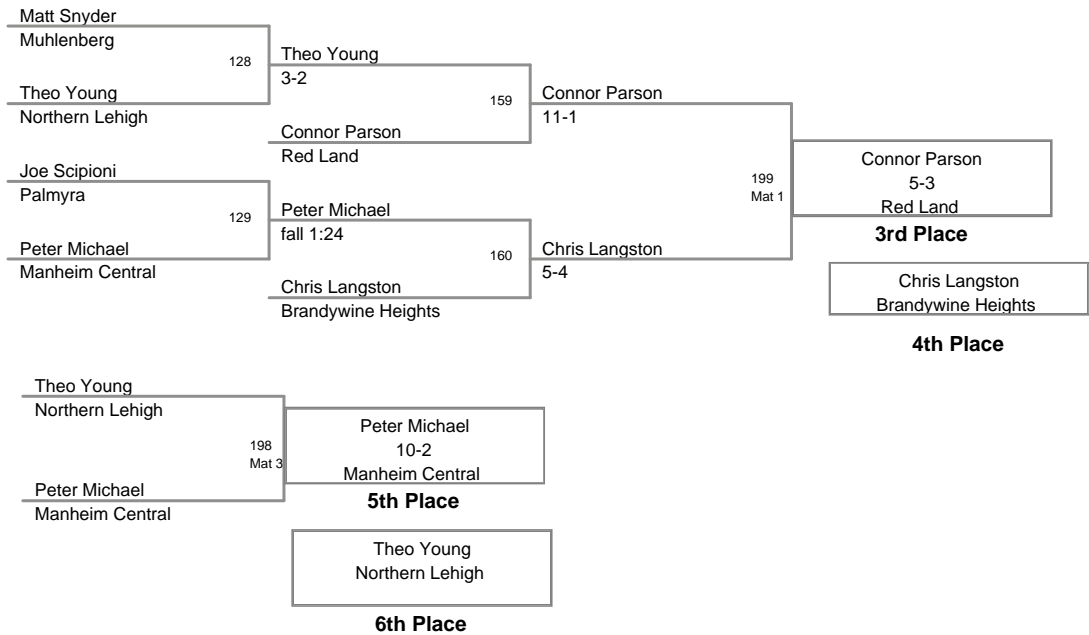 Matt Snyder
Muhlenberg
128
Theo Young
3-2
Theo Young
Northern Lehigh
159
Connor Parson
11-1
Connor Parson
Red Land
Joe Scipioni
Palmyra
199
Mat 1
Connor Parson
5-3
Red Land
3rd Place
129
Peter Michael
fall 1:24
Peter Michael
Manheim Central
160
Chris Langston
5-4
Chris Langston
Brandywine Heights
Chris Langston
Brandywine Heights
4th Place
Theo Young
Northern Lehigh
198
Mat 3
Peter Michael
10-2
Manheim Central
5th Place
Peter Michael
Manheim Central
Theo Young
Northern Lehigh
6th Place